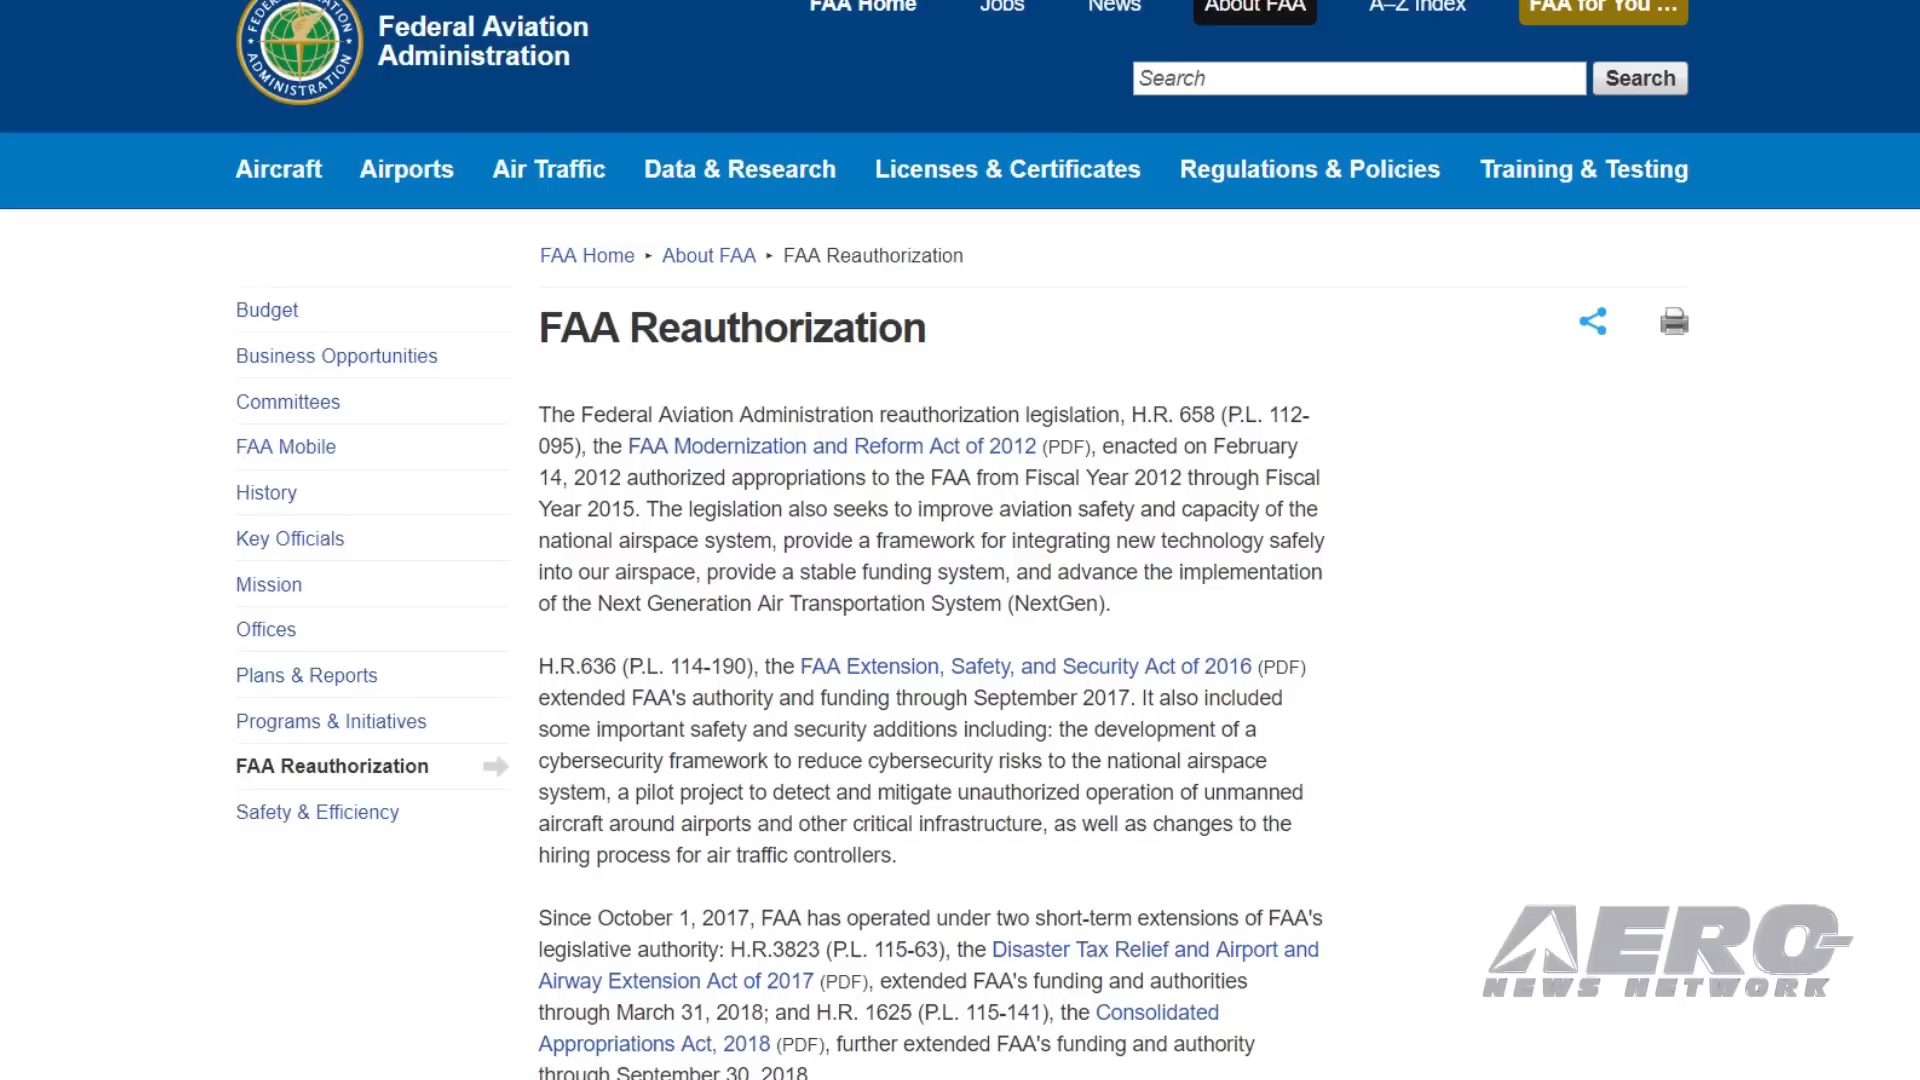 FAA Home Jobs News About FAA A–Z Index FAA for You ...
Federal Aviation
Administration
ADMINISTRATION
Search Search
Aircraft Airports Air Traffic Data & Research Licenses & Certificates Regulations & Policies Training & Testing
FAA Home ▸ About FAA ▸ FAA Reauthorization
Budget
Business Opportunities
Committees
FAA Mobile
History
Key Officials
Mission
Offices
Plans & Reports
Programs & Initiatives
FAA Reauthorization
Safety & Efficiency
FAA Reauthorization
The Federal Aviation Administration reauthorization legislation, H.R. 658 (P.L. 112-
095), the FAA Modernization and Reform Act of 2012 (PDF), enacted on February
14, 2012 authorized appropriations to the FAA from Fiscal Year 2012 through Fiscal
Year 2015. The legislation also seeks to improve aviation safety and capacity of the
national airspace system, provide a framework for integrating new technology safely
into our airspace, provide a stable funding system, and advance the implementation
of the Next Generation Air Transportation System (NextGen).
H.R.636 (P.L. 114-190), the FAA Extension, Safety, and Security Act of 2016 (PDF)
extended FAA's authority and funding through September 2017. It also included
some important safety and security additions including: the development of a
cybersecurity framework to reduce cybersecurity risks to the national airspace
system, a pilot project to detect and mitigate unauthorized operation of unmanned
aircraft around airports and other critical infrastructure, as well as changes to the
hiring process for air traffic controllers.
Since October 1, 2017, FAA has operated under two short-term extensions of FAA's
legislative authority: H.R.3823 (P.L. 115-63), the Disaster Tax Relief and Airport and
Airway Extension Act of 2017 (PDF), extended FAA's funding and authorities
through March 31, 2018; and H.R. 1625 (P.L. 115-141), the Consolidated
Appropriations Act, 2018 (PDF), further extended FAA's funding and authority
through September 30, 2018.
AERO-
NEWS NETWORK